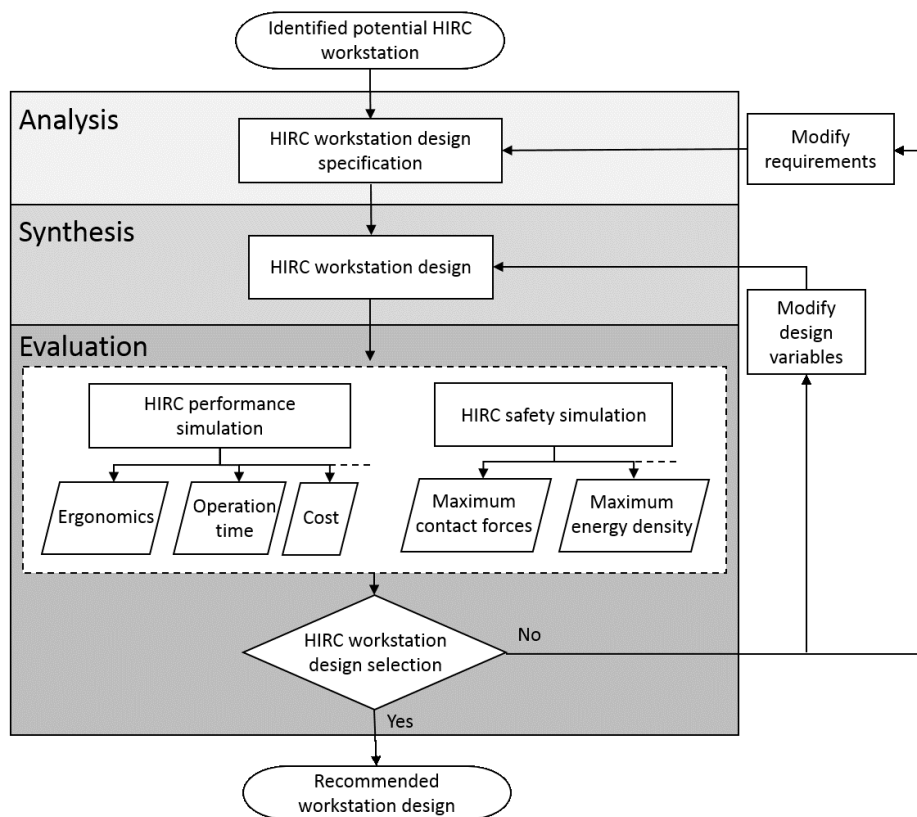 Identified potential HIRC
workstation
Analysis
HIRC workstation design
specification
Modify
requirements
Synthesis
HIRC workstation design
Modify
design
variables
Evaluation
HIRC performance
simulation
HIRC safety simulation
Ergonomics
Operation
time
Cost
Maximum
contact forces
Maximum
energy density
HIRC workstation
design selection
No
Yes
Recommended
workstation design